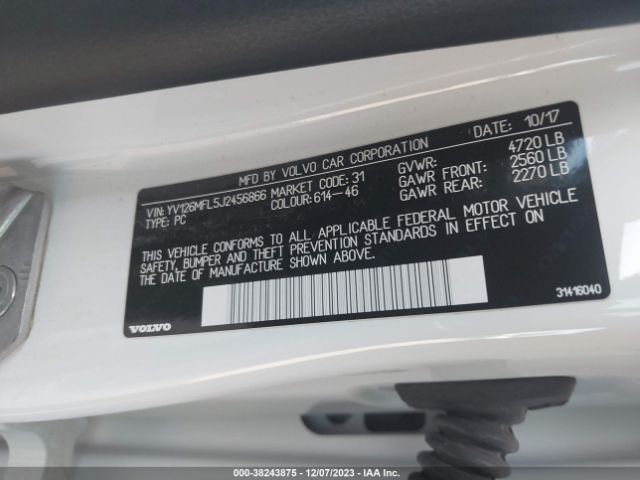 MFD BY VOLVO CAR CORPORATION DATE: 10/17
VIN: YV126MFL5J2456866 MARKET CODE: 31 GVWR: 4720 LB
TYPE: PC COLOUR: 614-46 GAWR FRONT: 2560 LB
GAWR REAR: 2270 LB
THIS VEHICLE CONFORMS TO ALL APPLICABLE FEDERAL MOTOR VEHICLE
SAFETY, BUMPER AND THEFT PREVENTION STANDARDS IN EFFECT ON
THE DATE OF MANUFACTURE SHOWN ABOVE.
VOLVO 31416040
000-38243875 - 12/07/2023 - IAA Inc.